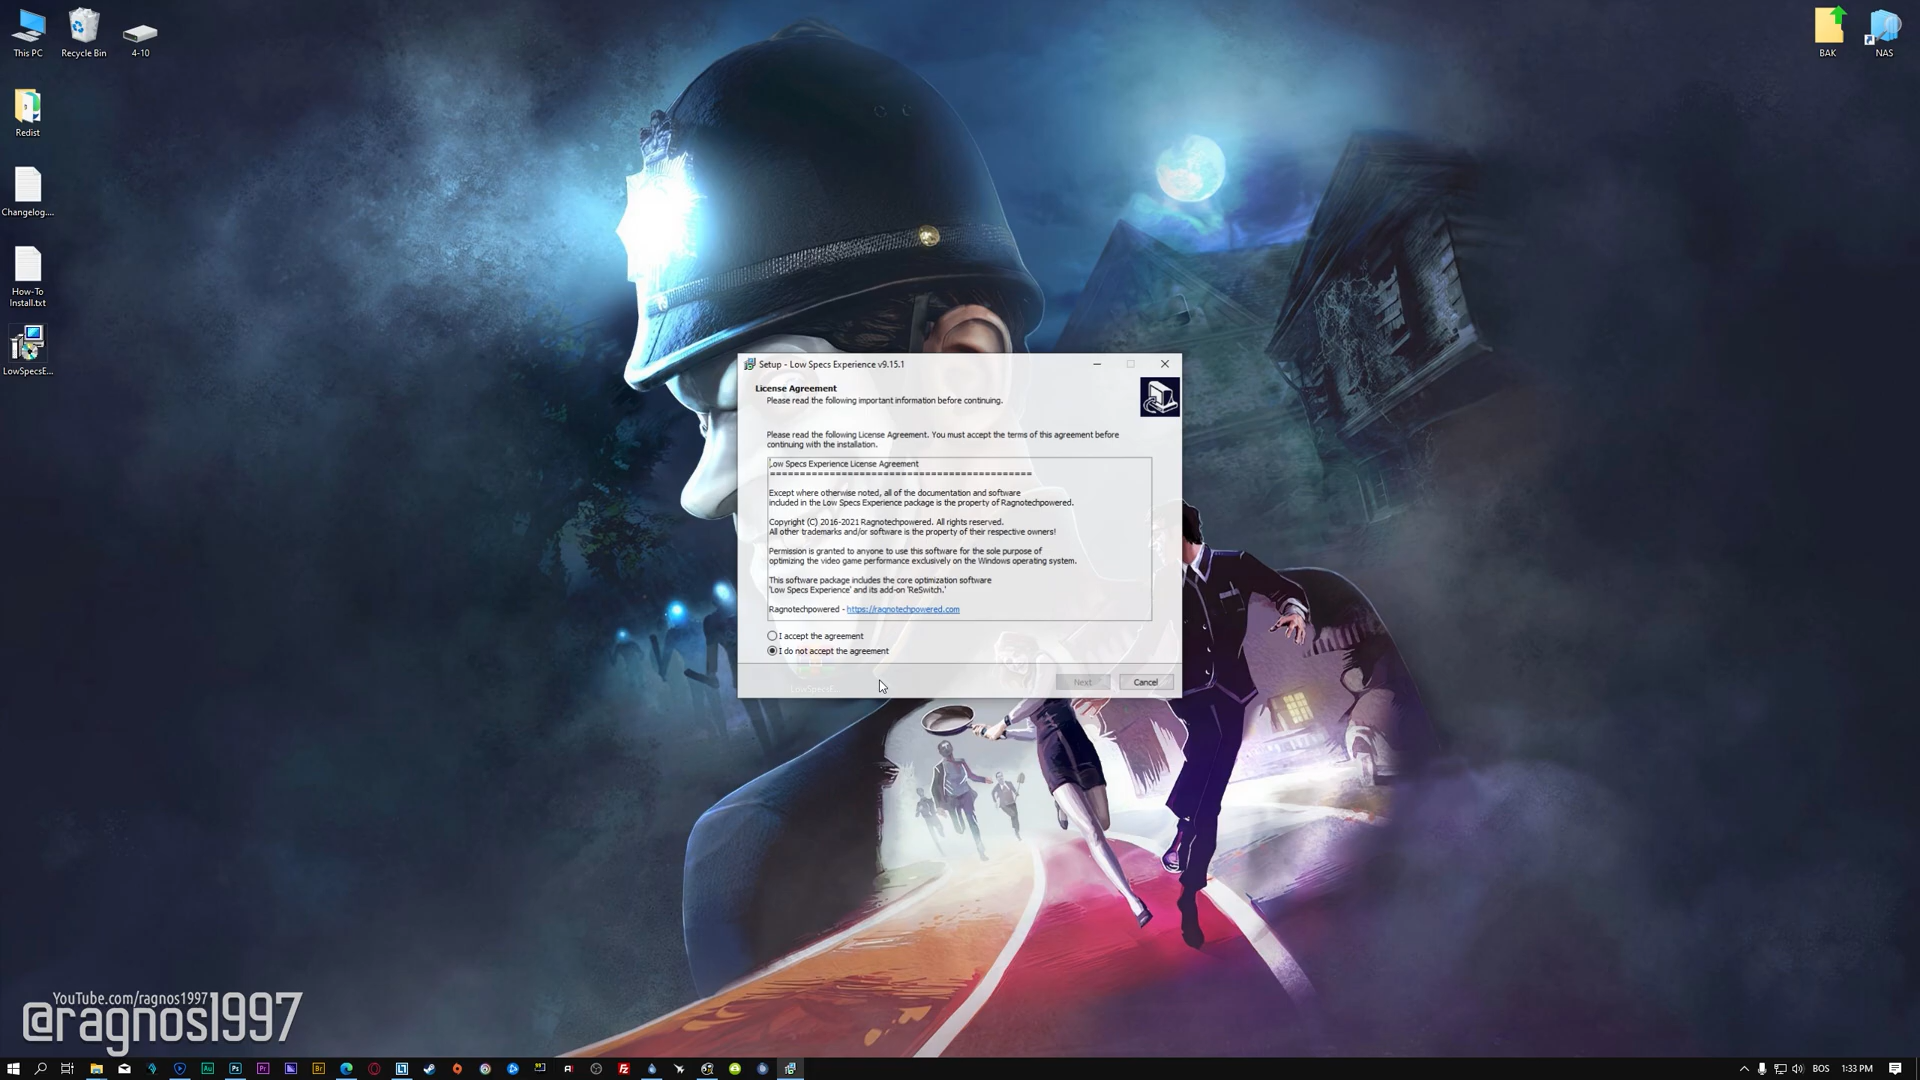 This PC
Recycle Bin
4-10
BAK
NAS
Redist
Changelog....
How-To
Install.txt
LowSpecsE...
Setup - Low Specs Experience v9.15.1
License Agreement
Please read the following important information before continuing.
Please read the following License Agreement. You must accept the terms of this agreement before
continuing with the installation.
Low Specs Experience License Agreement
============================================
Except where otherwise noted, all of the documentation and software
included in the Low Specs Experience package is the property of Ragnotechpowered.
Copyright (C) 2016-2021 Ragnotechpowered. All rights reserved.
All other trademarks and/or software is the property of their respective owners!
Permission is granted to anyone to use this software for the sole purpose of
optimizing the video game performance exclusively on the Windows operating system.
This software package includes the core optimization software
'Low Specs Experience' and its add-on 'ReSwitch.'
Ragnotechpowered - https://ragnotechpowered.com
I accept the agreement
I do not accept the agreement
LowSpecsE...
Next
Cancel
YouTube.com/ragnos1997
@ragnos1997
Au
Ps
Pr
Br
Fz
BOS
1:33 PM